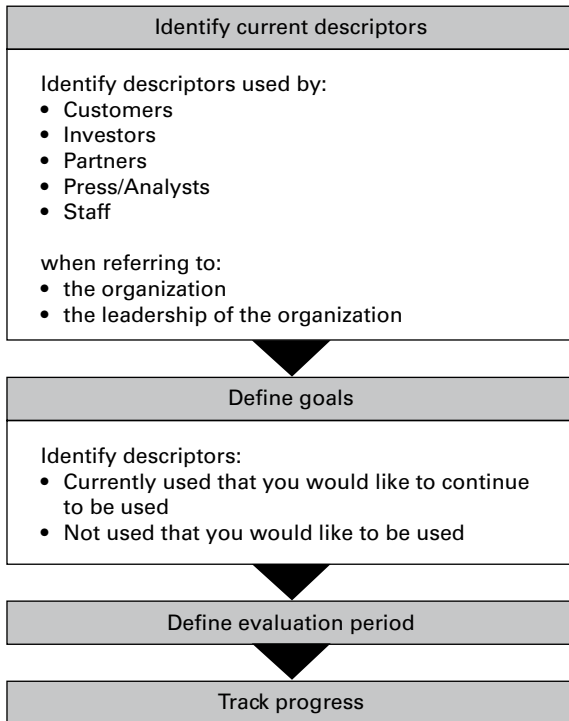 Identify current descriptors
Identify descriptors used by:
• Customers
• Investors
• Partners
• Press/Analysts
• Staff
when referring to:
• the organization
• the leadership of the organization
Define goals
Identify descriptors:
• Currently used that you would like to continue
to be used
• Not used that you would like to be used
Define evaluation period
Track progress